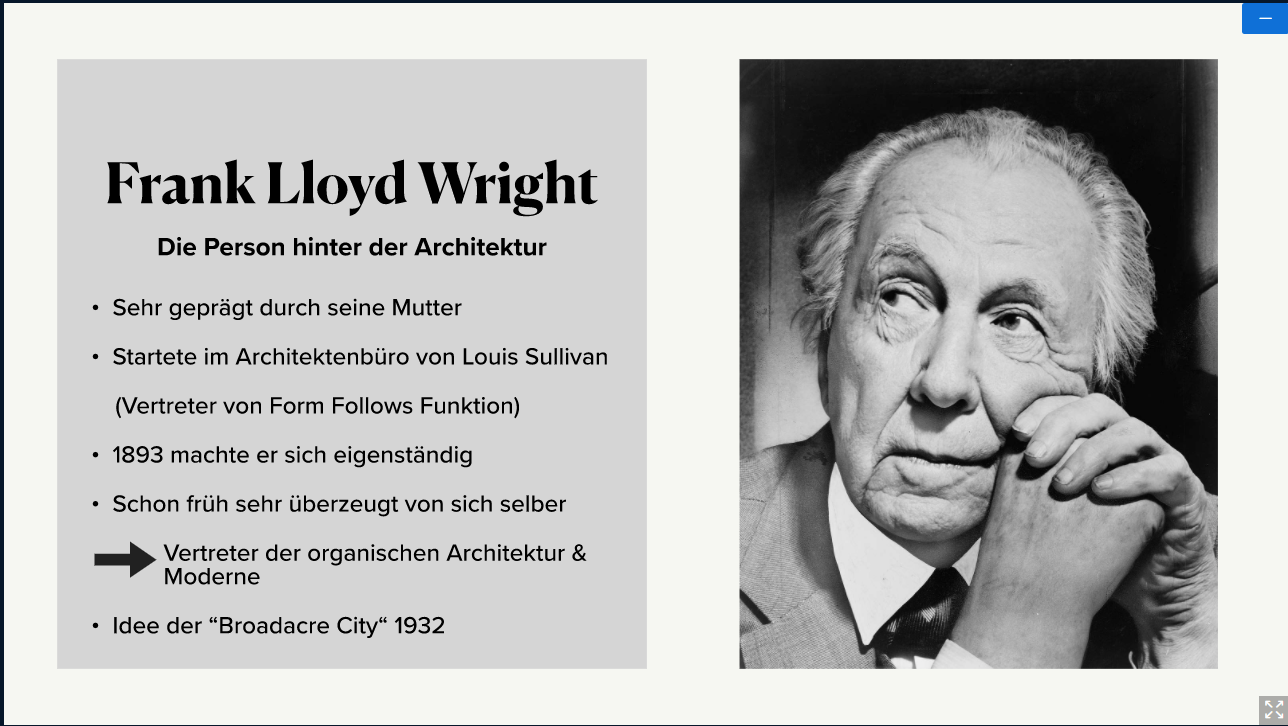 Frank Lloyd Wright
Die Person hinter der Architektur
• Sehr geprägt durch seine Mutter
• Startete im Architektenbüro von Louis Sullivan
(Vertreter von Form Follows Funktion)
• 1893 machte er sich eigenständig
• Schon früh sehr überzeugt von sich selber
Vertreter der organischen Architektur &
Moderne
• Idee der “Broadacre City“ 1932